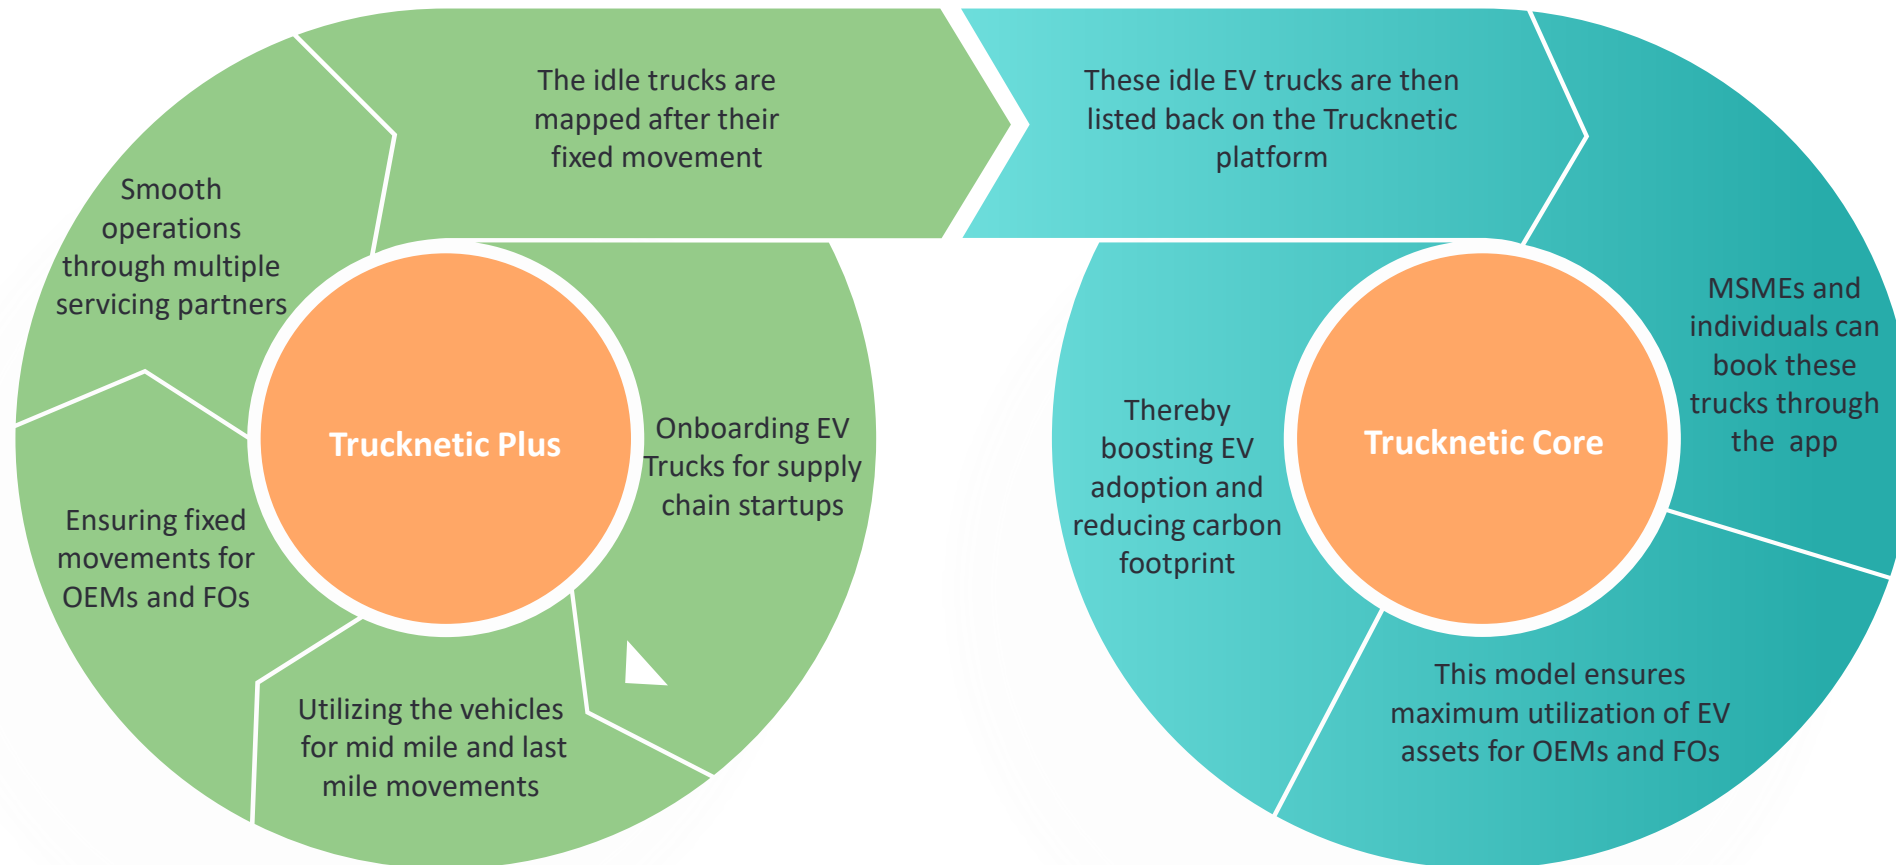 Onboarding EV
Trucks for supply
chain startups
Utilizing the vehicles
for mid mile and last
mile movements
Ensuring fixed
movements for
OEMs and FOs
Smooth
operations
through multiple
servicing partners
The idle trucks are
mapped after their
fixed movement
Trucknetic Plus
These idle EV trucks are then
listed back on the Trucknetic
platform
MSMEs and
individuals can
book these
trucks through
the app
This model ensures
maximum utilization of EV
assets for OEMs and FOs
Thereby
boosting EV
adoption and
reducing carbon
footprint
Trucknetic Core